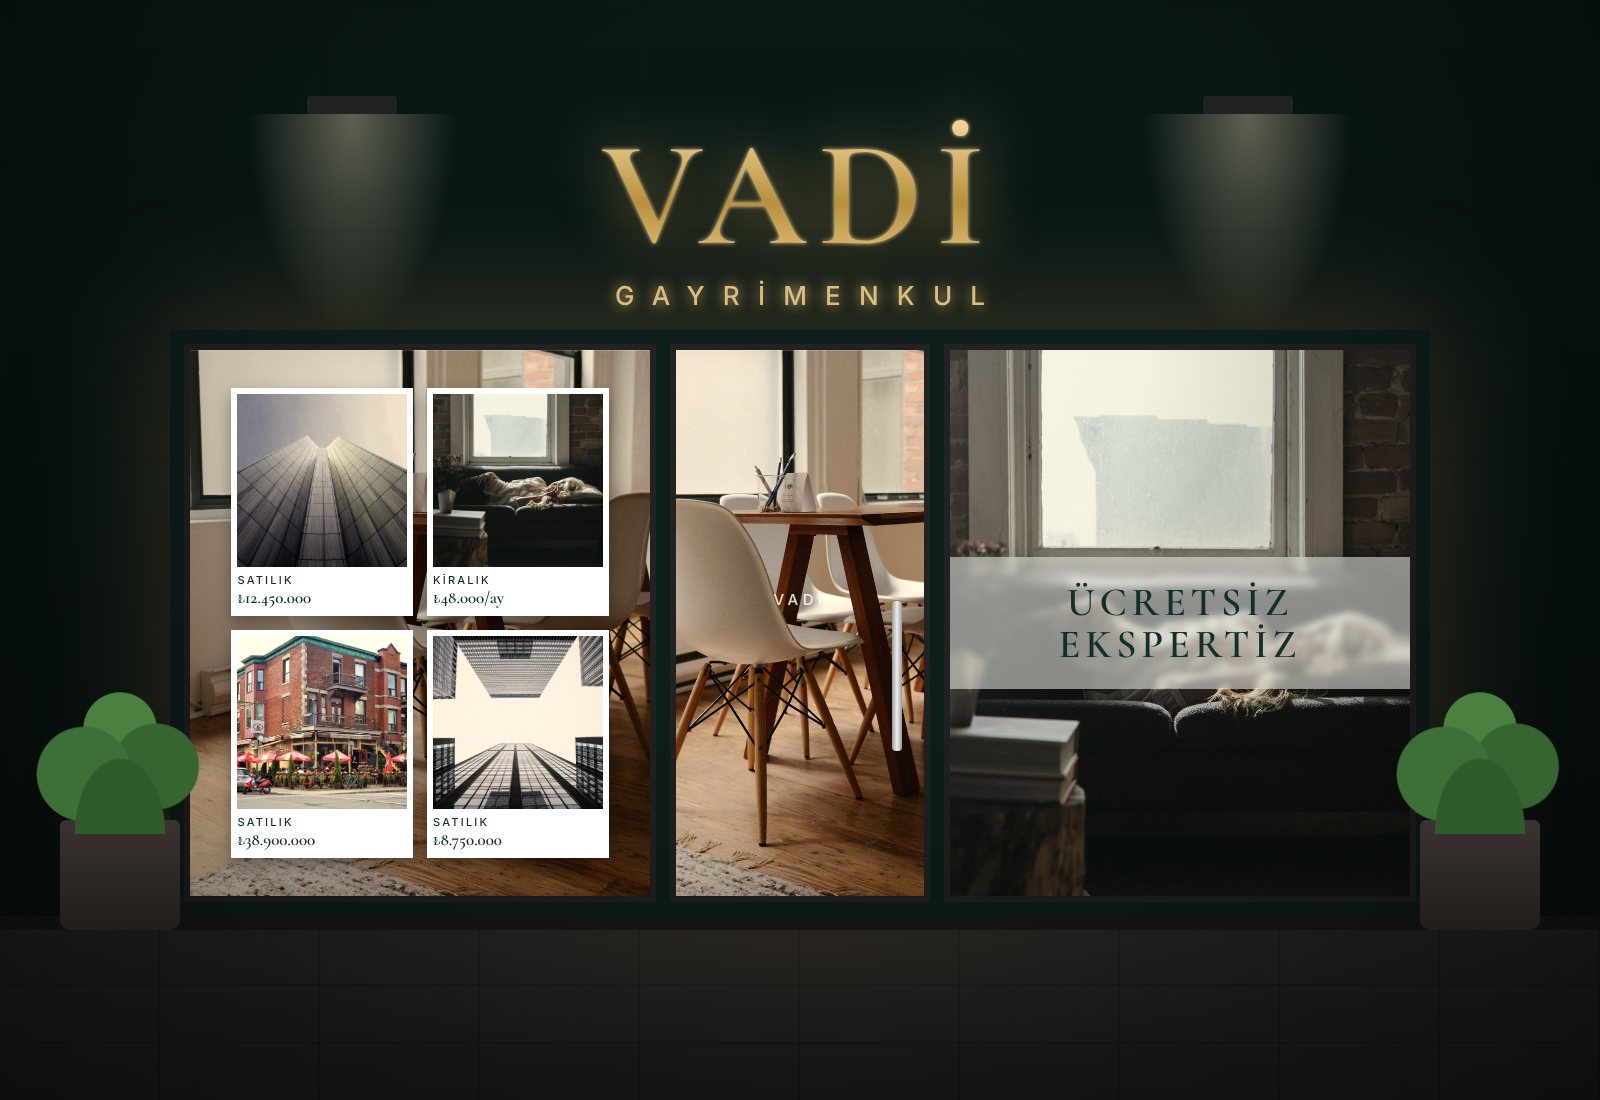 VADİ
GAYRİMENKUL
SATILIK
₺12.450.000
KİRALIK
₺48.000/ay
SATILIK
₺38.900.000
SATILIK
₺8.750.000
VADİ
ÜCRETSİZ
EKSPERTİZ